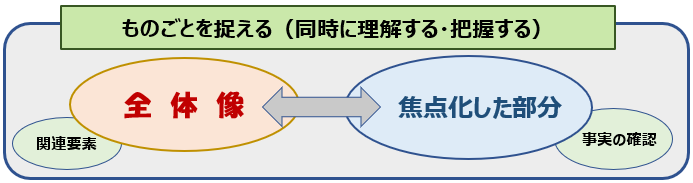 ものごとを捉える（同時に理解する・把握する）
全体像
焦点化した部分
関連要素
事実の確認